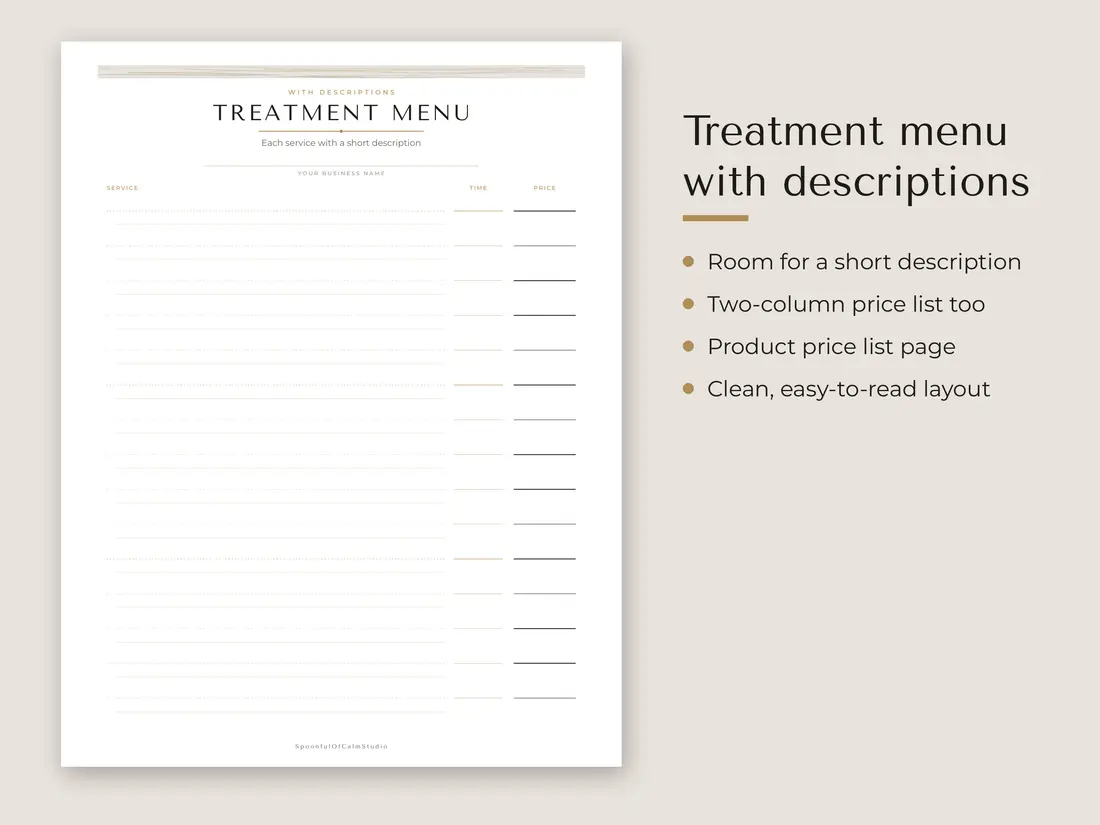 WITH DESCRIPTIONS
TREATMENT MENU
Each service with a short description
YOUR BUSINESS NAME
SERVICE TIME PRICE
SpoonfulOfCalmStudio
Treatment menu
with descriptions
Room for a short description
Two-column price list too
Product price list page
Clean, easy-to-read layout